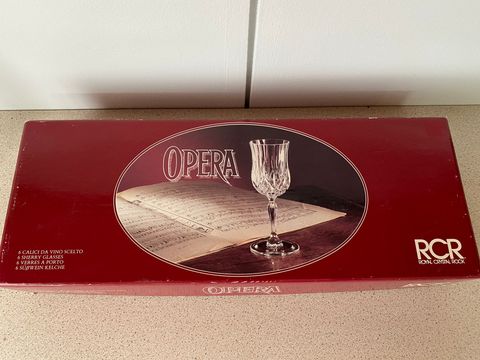 OPERA
6 CALICI DA VINO SCELTO
6 SHERRY GLASSES
6 VERRES A PORTO
6 SÜßWEIN KELCHE
RCR
ROYAL CRYSTAL ROCK
OPERA